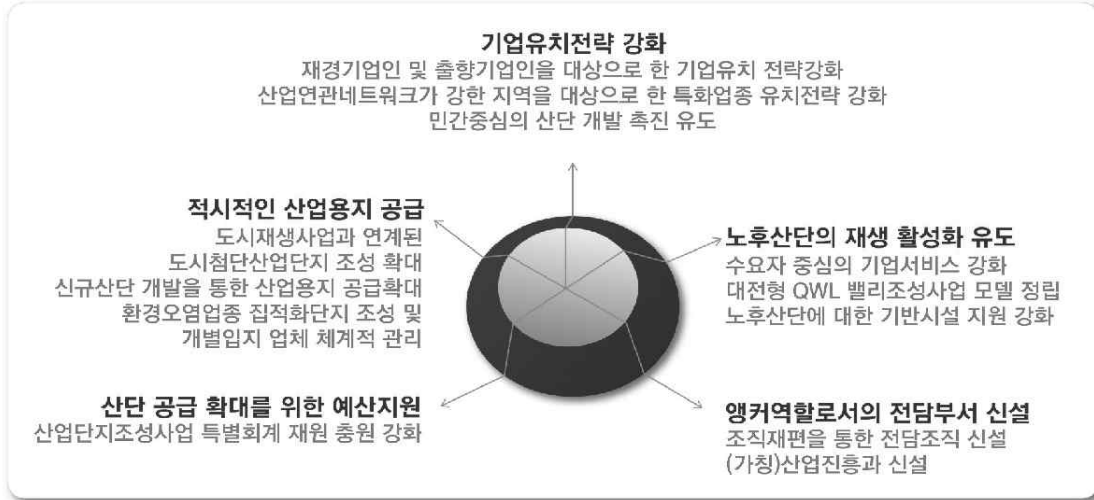 기업유치전략 강화
재경기업인 및 출향기업인을 대상으로 한 기업유치 전략강화
산업연관네트워크가 강한 지역을 대상으로 한 특화업종 유치전략 강화
민간중심의 산단 개발 촉진 유도
적시적인 산업용지 공급
도시재생사업과 연계된
도시첨단산업단지 조성 확대
신규산단 개발을 통한 산업용지 공급확대
환경오염업종 집적화단지 조성 및
개별입지 업체 체계적 관리
노후산단의 재생 활성화 유도
수요자 중심의 기업서비스 강화
대전형 QWL 밸리조성사업 모델 정립
노후산단에 대한 기반시설 지원 강화
산단 공급 확대를 위한 예산지원
산업단지조성사업 특별회계 재원 충원 강화
앵커역할로서의 전담부서 신설
조직재편을 통한 전담조직 신설
(가칭)산업진흥과 신설